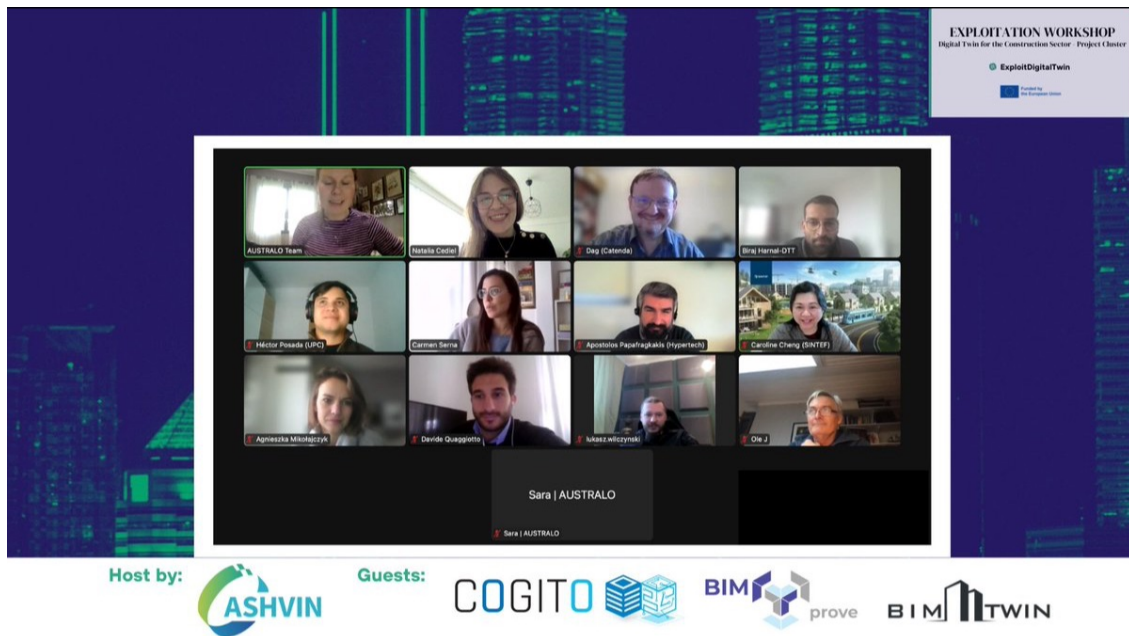 EXPLOITATION WORKSHOP
Digital Twin for the Construction Sector - Project Cluster
ExploitDigitalTwin
Funded by
the European Union
AUSTRALO Team
Natalia Cediel
Dag (Catenda)
Biraj Harnal-DTT
Héctor Posada (UPC)
Carmen Serna
Apostolos Papafragkakis (Hypertech)
Caroline Cheng (SINTEF)
Agnieszka Mikołajczyk
Davide Quaggiotto
lukasz.wilczynski
Ole J
Sara | AUSTRALO
Sara | AUSTRALO
Host by:
ASHVIN
Guests:
COGITO
BIM
prove
BIM TWIN